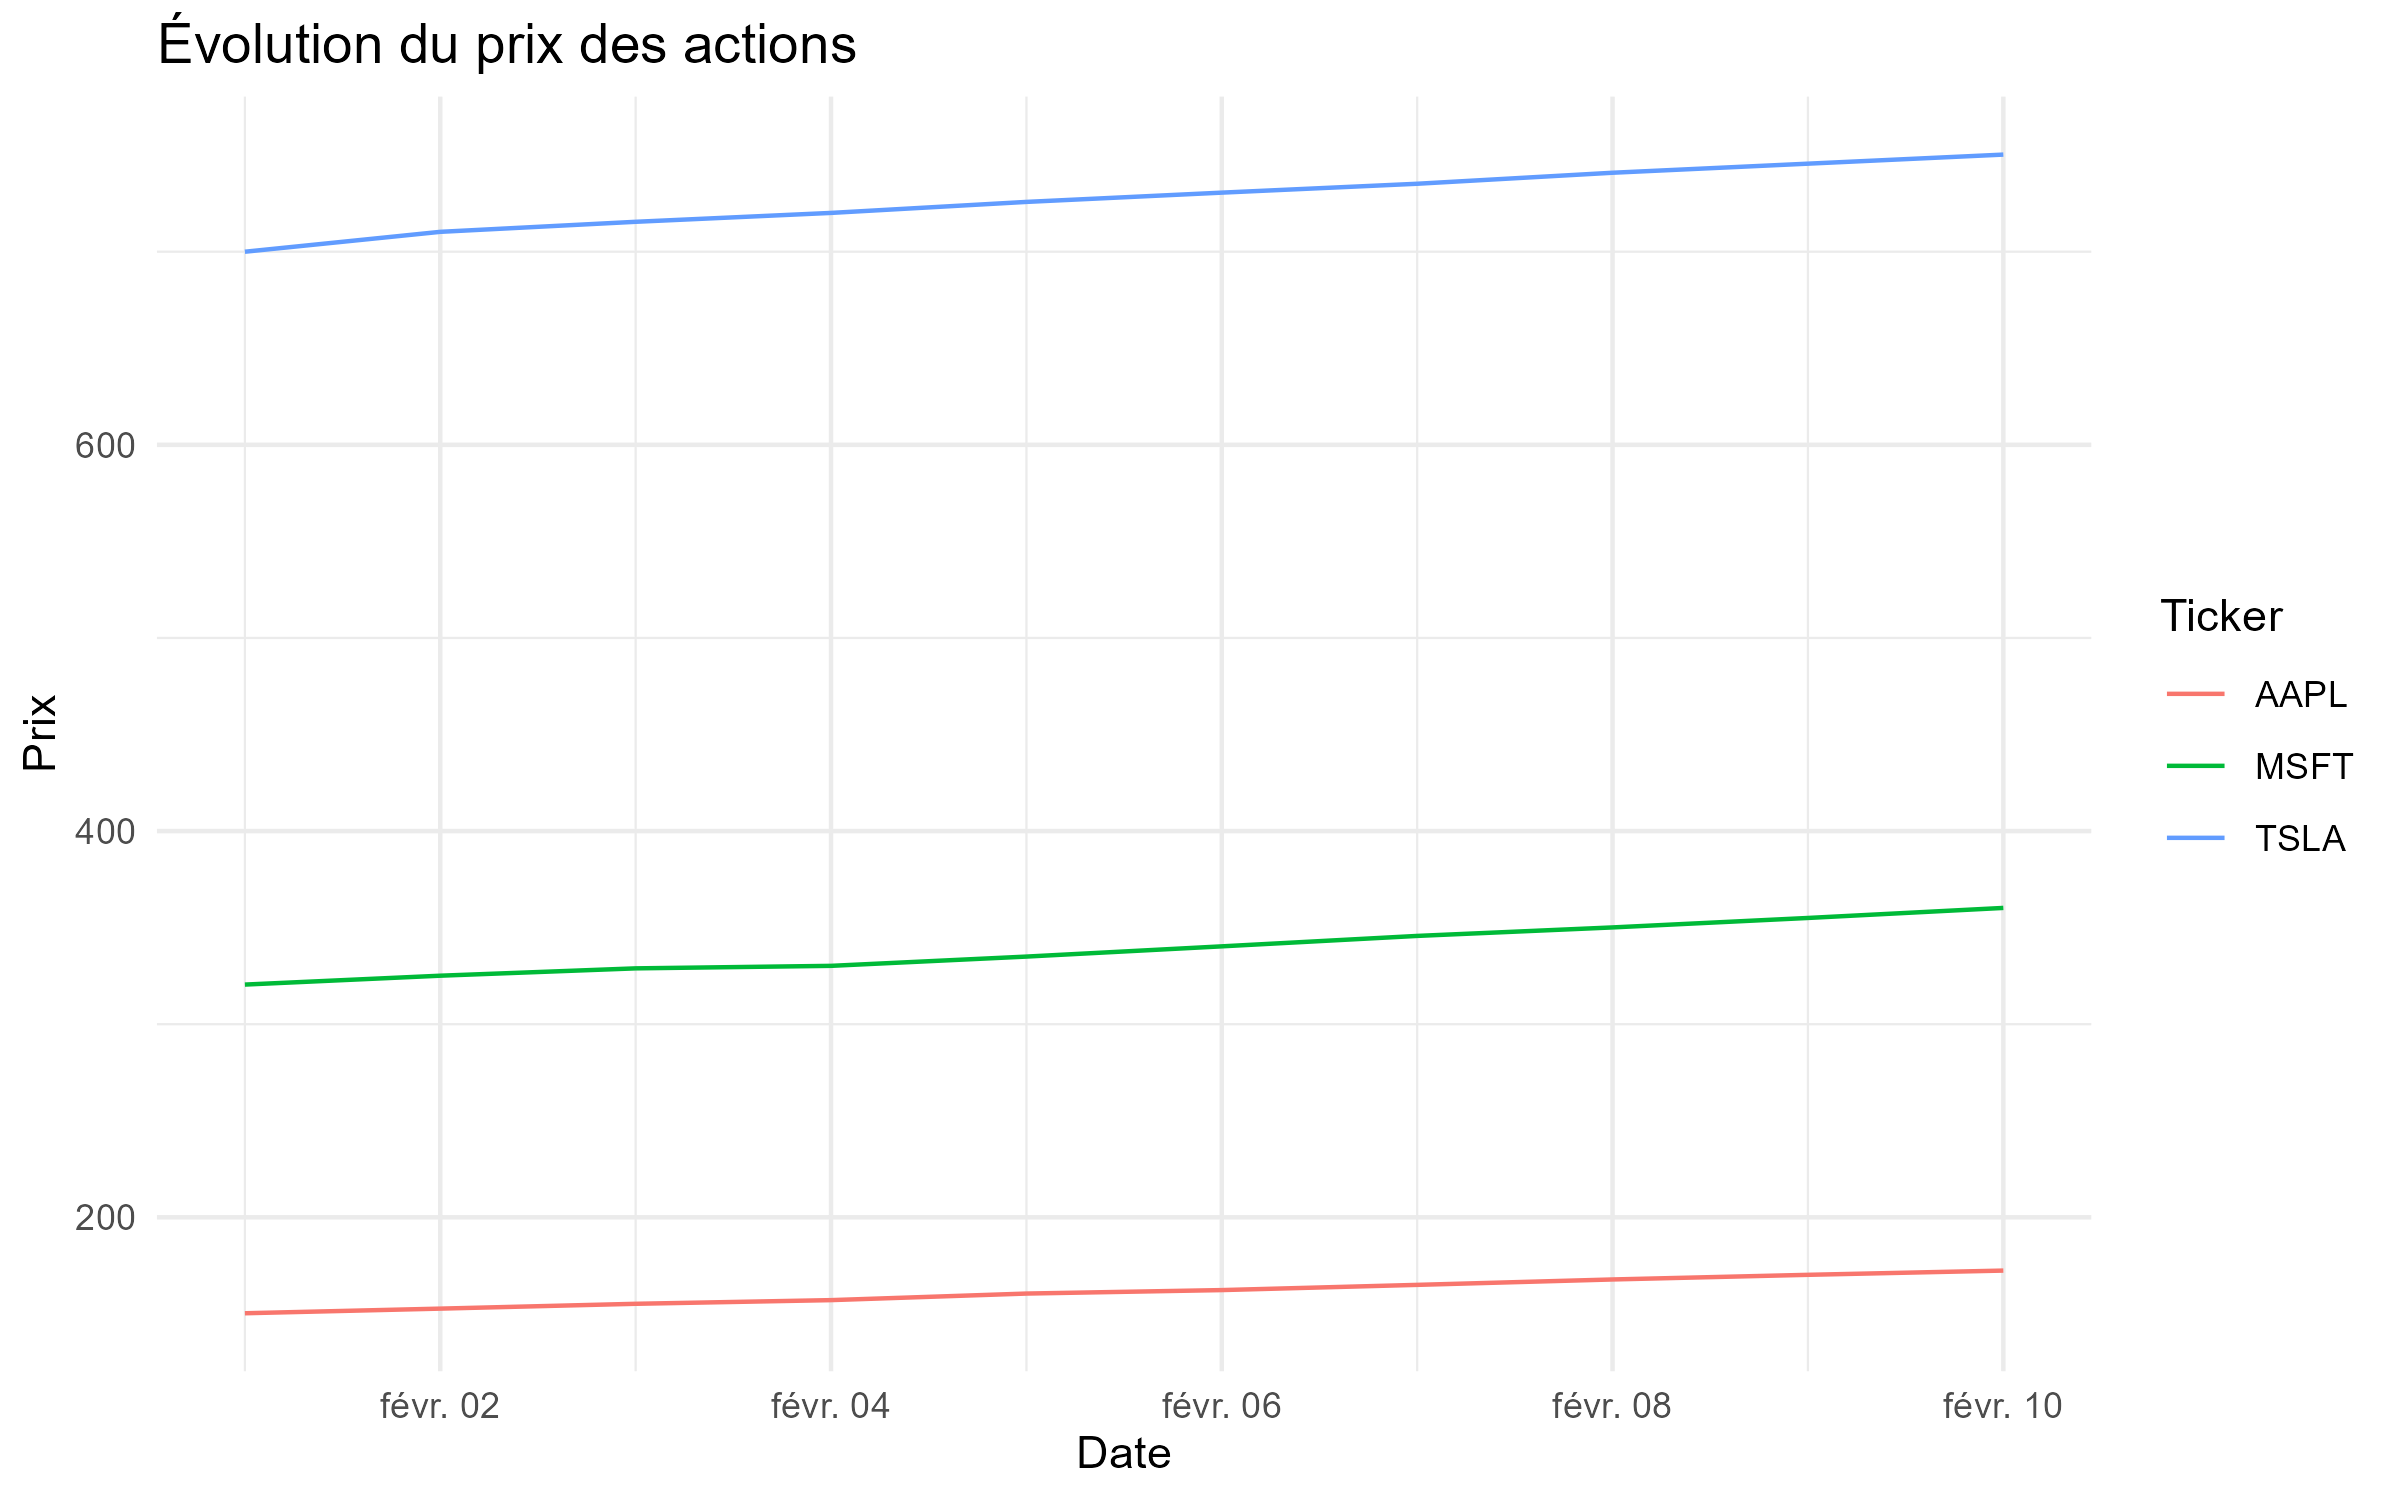 Évolution du prix des actions
Prix
600
400
200
févr. 02
févr. 04
févr. 06
févr. 08
févr. 10
Date
Ticker
AAPL
MSFT
TSLA